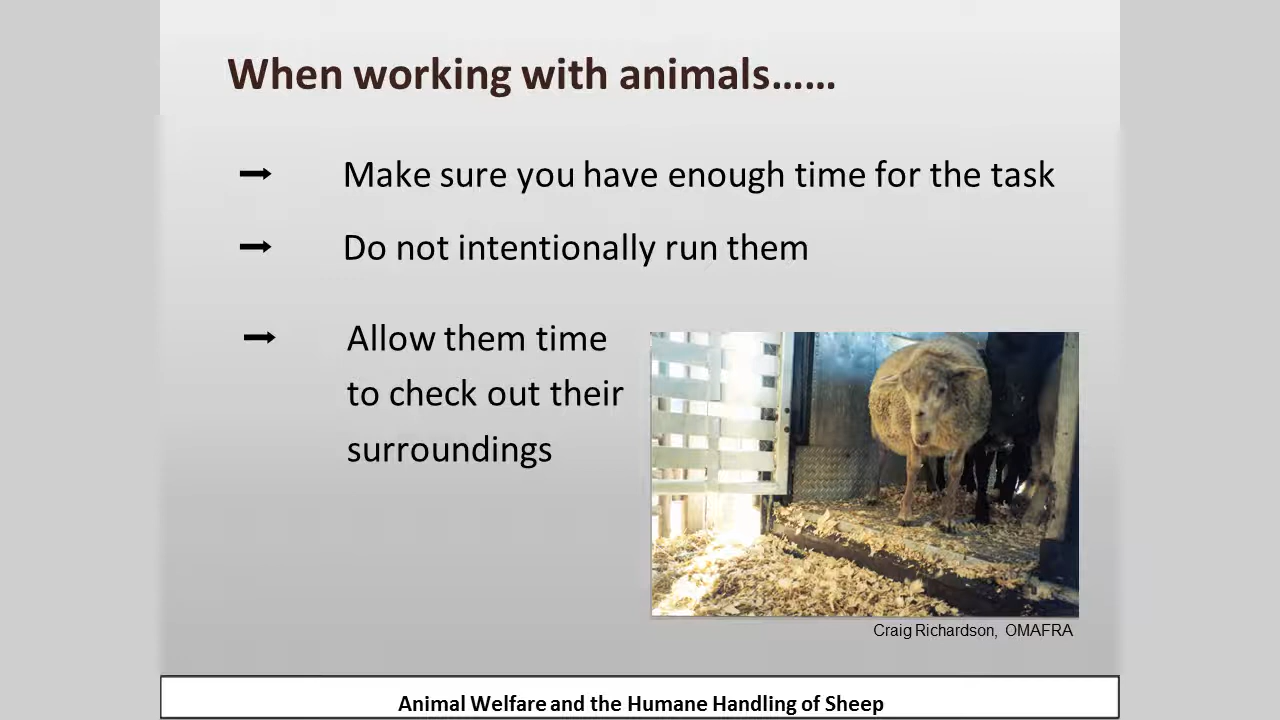 When working with animals……
Make sure you have enough time for the task
Do not intentionally run them
Allow them time
to check out their
surroundings
Craig Richardson, OMAFRA
Animal Welfare and the Humane Handling of Sheep